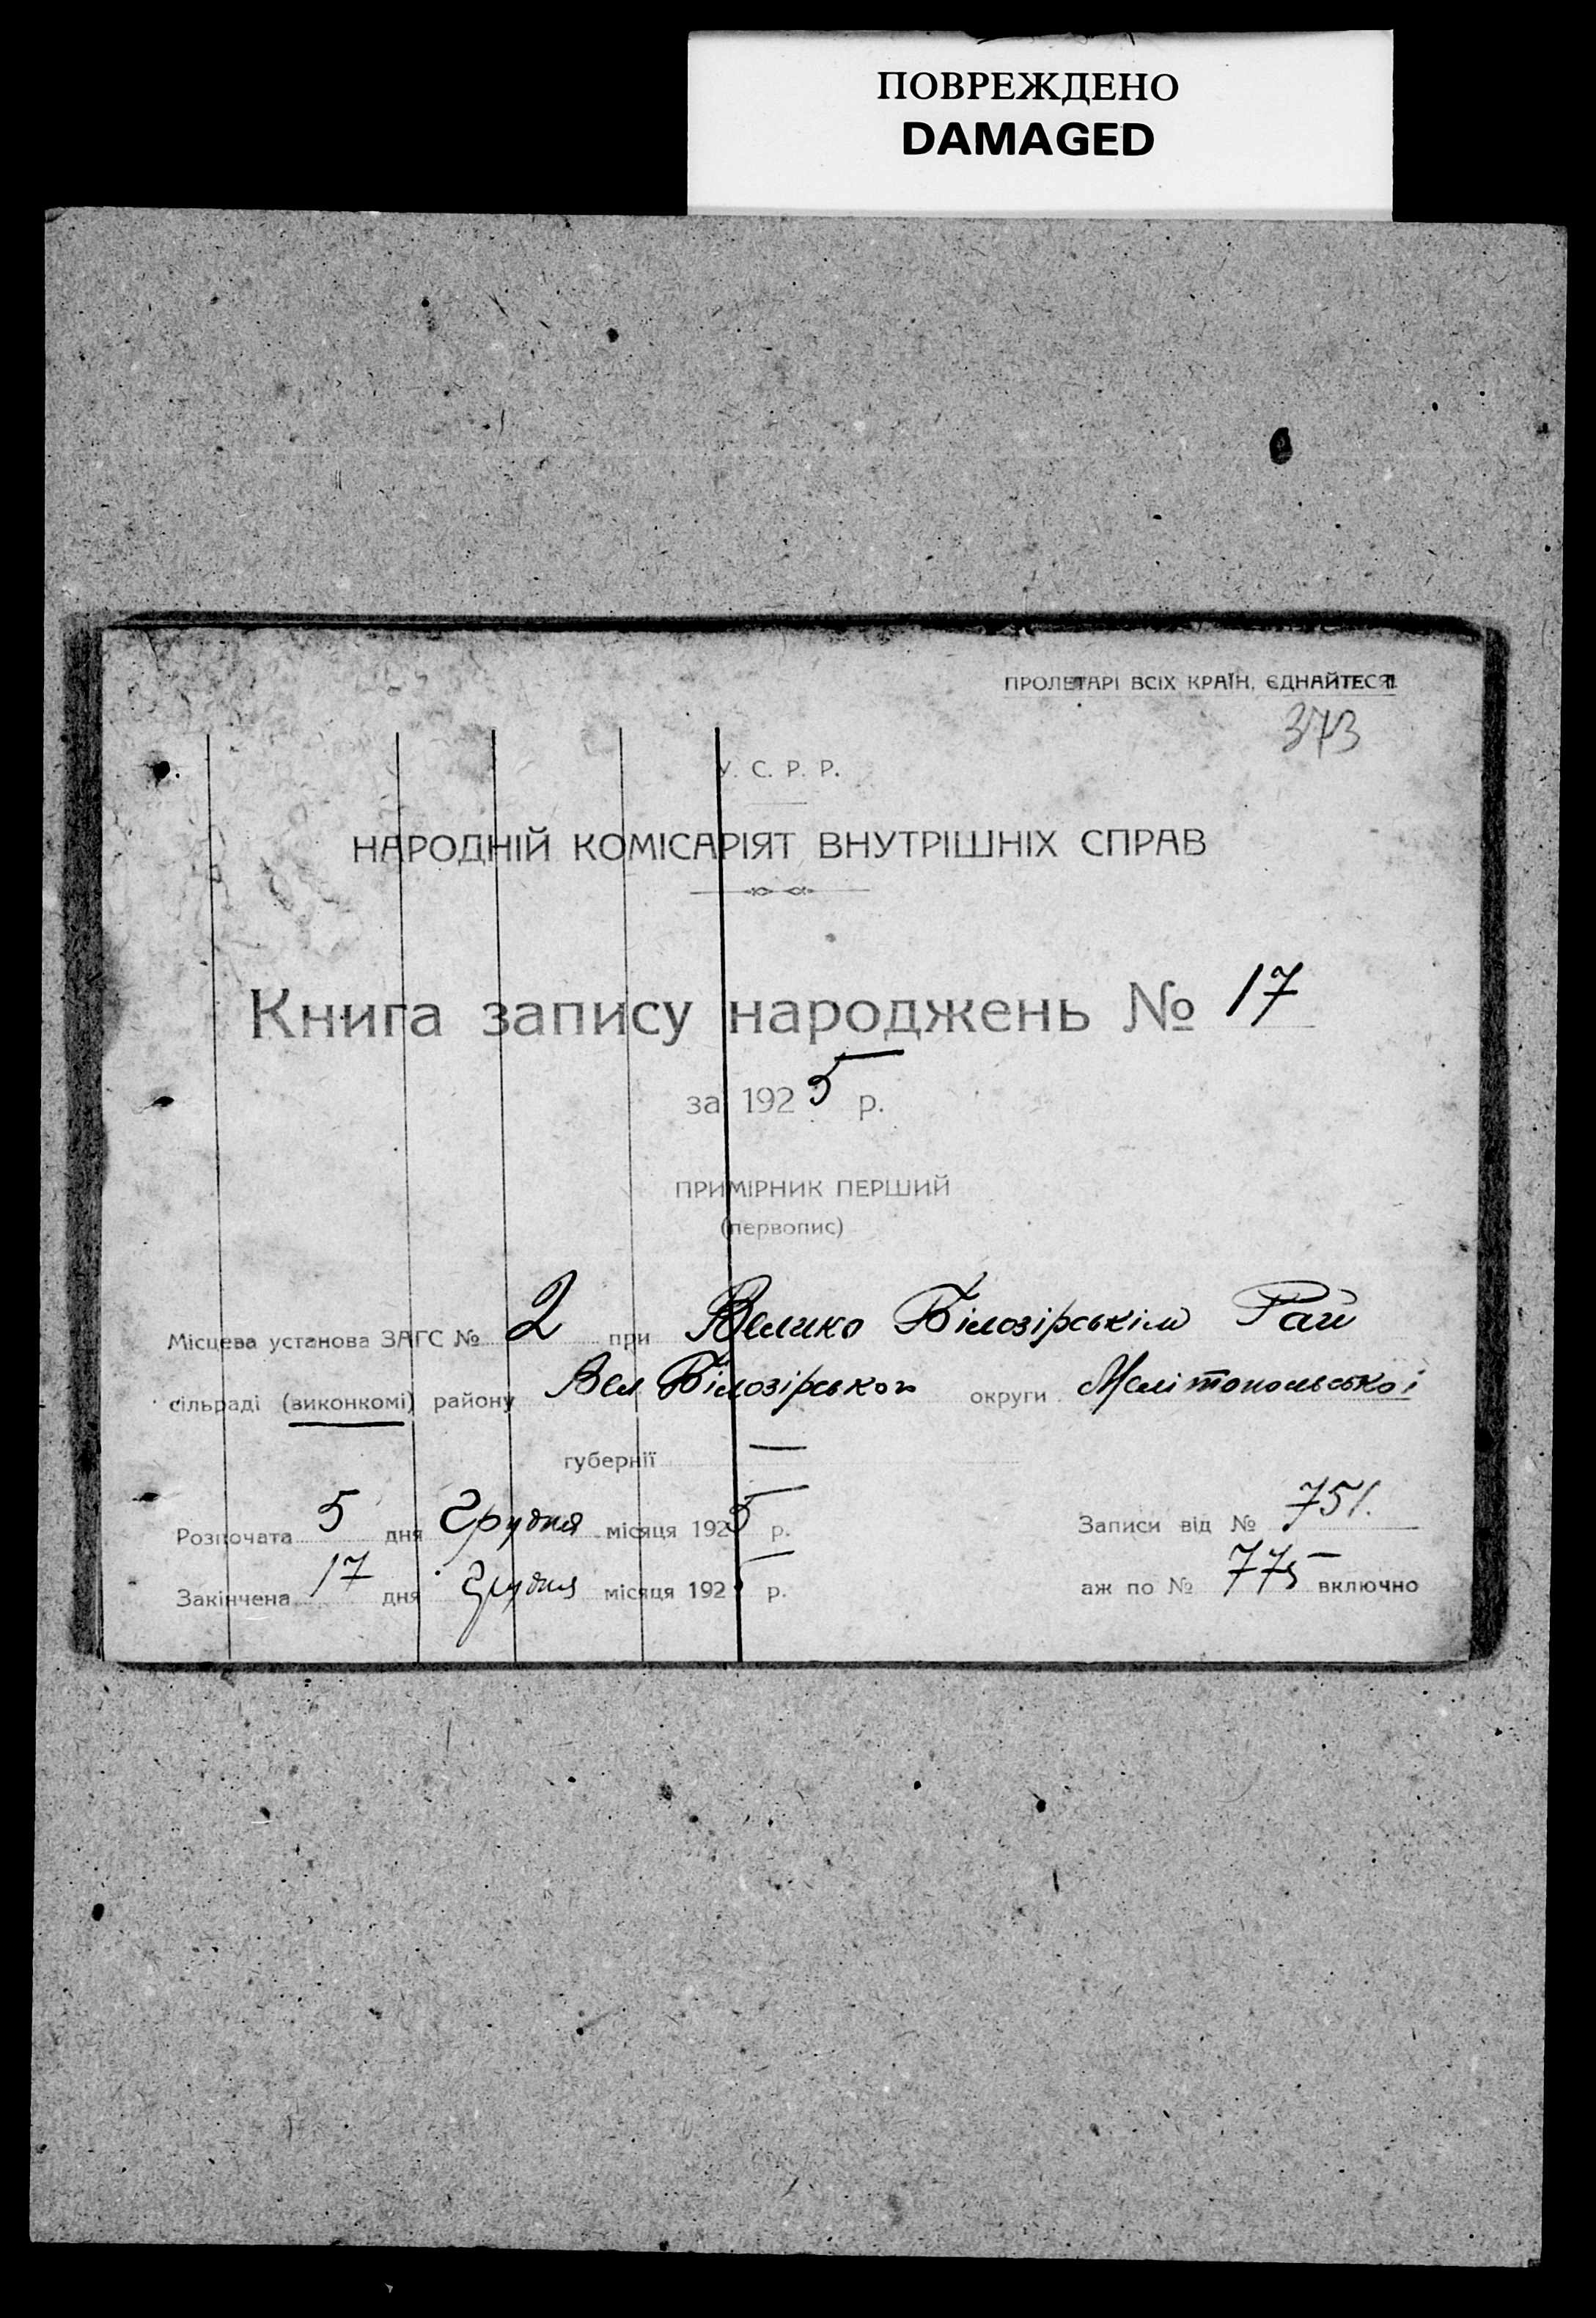 ПОВРЕЖДЕНО
DAMAGED
ПРОЛЕТАРІ ВСІХ КРАЇН, ЄДНАЙТЕСЯ!
373
У. С. Р. Р.
НАРОДНІЙ КОМІСАРІЯТ ВНУТРІШНІХ СПРАВ
Книга запису народжень № 17
за 1925 р.
ПРИМІРНИК ПЕРШИЙ
(первопис)
Місцева установа ЗАГС № 2 при Велико Білозірськім Рай
сільраді (виконкомі) району Вел Білозірського округи Мелітопольської
губернії —
Розпочата 5 дня Грудня місяця 1925 р. Записи від № 751.
Закінчена 17 дня Грудня місяця 1925 р. аж по № 775 включно